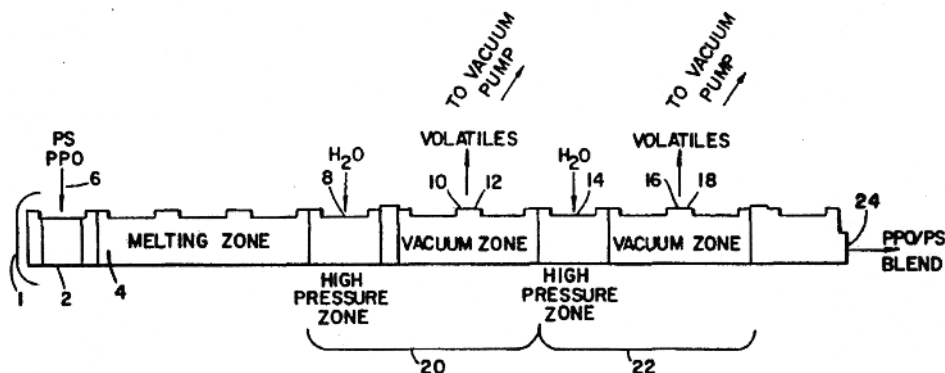 TO VACUUM
PUMP
TO VACUUM
PUMP
PS
PPO
6
H2O
8
VOLATILES
10
12
H2O
14
VOLATILES
16
18
24
MELTING ZONE
VACUUM ZONE
VACUUM ZONE
PPO/PS
BLEND
1
2
4
HIGH
PRESSURE
ZONE
HIGH
PRESSURE
ZONE
20
22